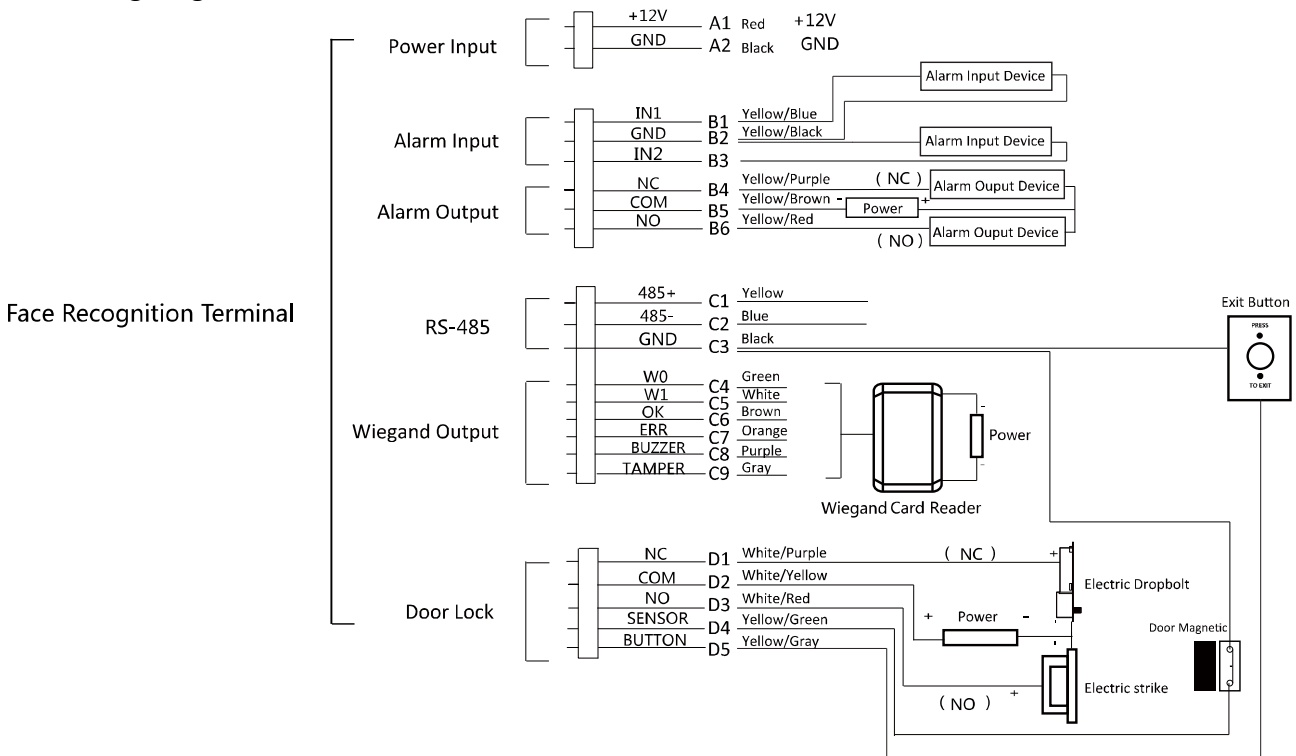 +12V A1 Red +12V
Power Input GND A2 Black GND
Alarm Input Device
IN1 B1 Yellow/Blue
Alarm Input GND B2 Yellow/Black Alarm Input Device
IN2 B3
NC B4 Yellow/Purple ( NC ) Alarm Ouput Device
Alarm Output COM B5 Yellow/Brown - Power +
NO B6 Yellow/Red ( NO ) Alarm Ouput Device
Face Recognition Terminal
485+ C1 Yellow
RS-485 485- C2 Blue
GND C3 Black
Exit Button
PRESS
TO EXIT
W0 C4 Green
W1 C5 White
Wiegand Output OK C6 Brown
ERR C7 Orange
BUZZER C8 Purple
TAMPER C9 Gray
- Power -
Wiegand Card Reader
NC D1 White/Purple ( NC ) +
COM D2 White/Yellow
Electric Dropbolt
Door Lock NO D3 White/Red
+ Power -
SENSOR D4 Yellow/Green
BUTTON D5 Yellow/Gray
Door Magnetic
( NO ) + Electric strike